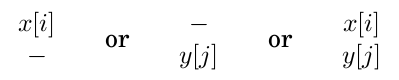 x[i] or − or x[i]
− y[j] y[j]